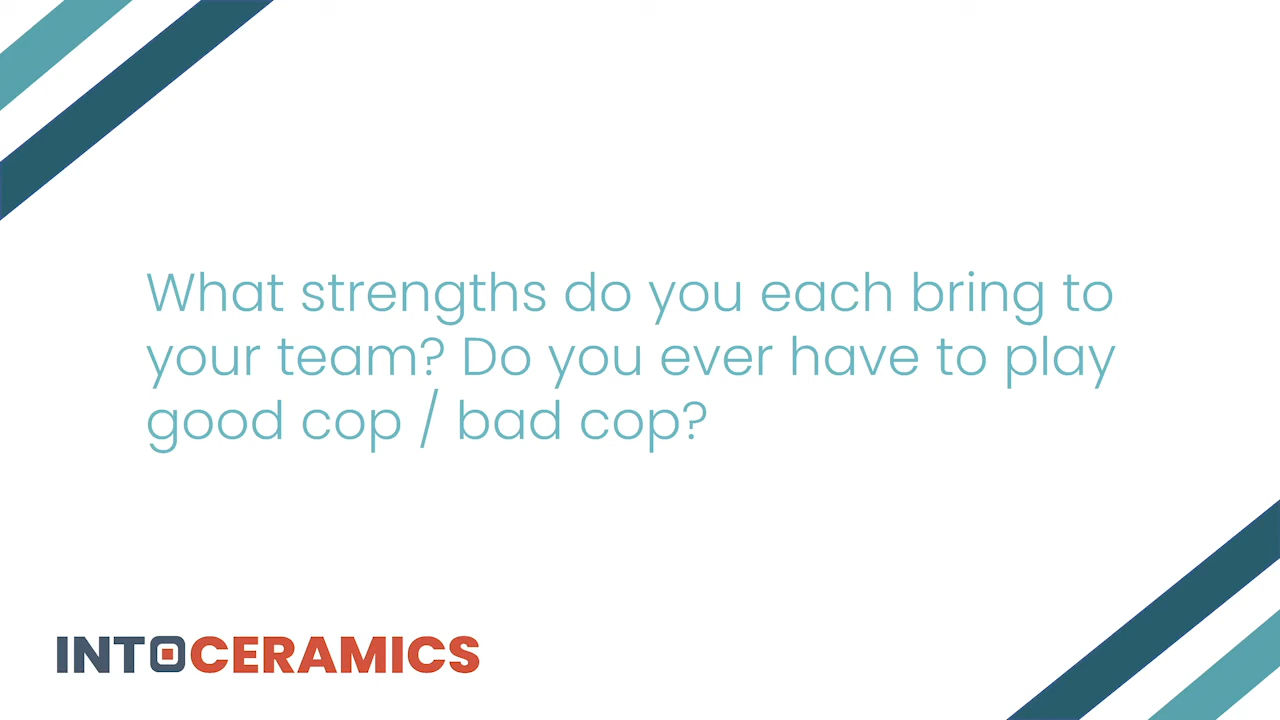 What strengths do you each bring to
your team? Do you ever have to play
good cop / bad cop?
INTOCERAMICS